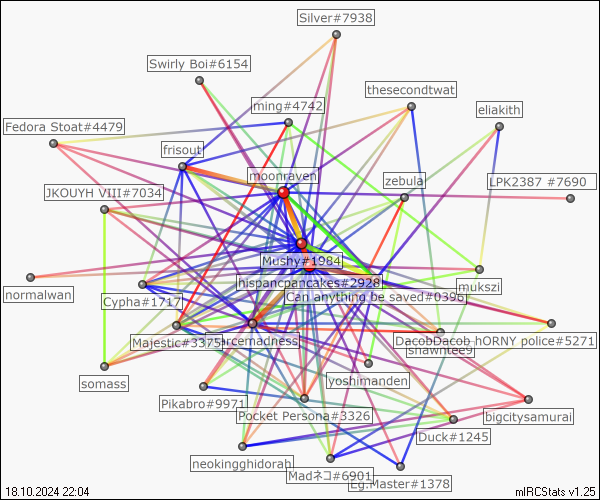 Silver#7938
Swirly Boi#6154
thesecondtwat
ming#4742
eliakith
Fedora Stoat#4479
frisout
moonraven
zebula
LPK2387 #7690
JKOUYH VIII#7034
Mushy#1984
hispancpancakes#2928
mukszi
normalwan
Cypha#1717
Can anything be saved#0396
Majestic#3375
arcemadness
DacobDacob hORNY police#5271
shawntee9
somass
yoshimanden
Pikabro#9971
Pocket Persona#3326
bigcitysamurai
Duck#1245
neokingghidorah
Madネコ#6901
Eg.Master#1378
18.10.2024 22:04
mIRCStats v1.25